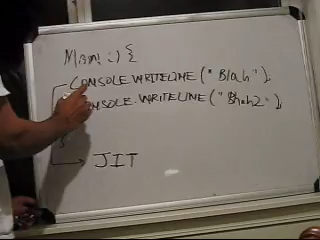 Main() {
CONSOLE.WRITELINE("Blah");
CONSOLE.WRITELINE("Blah2");
}
JIT